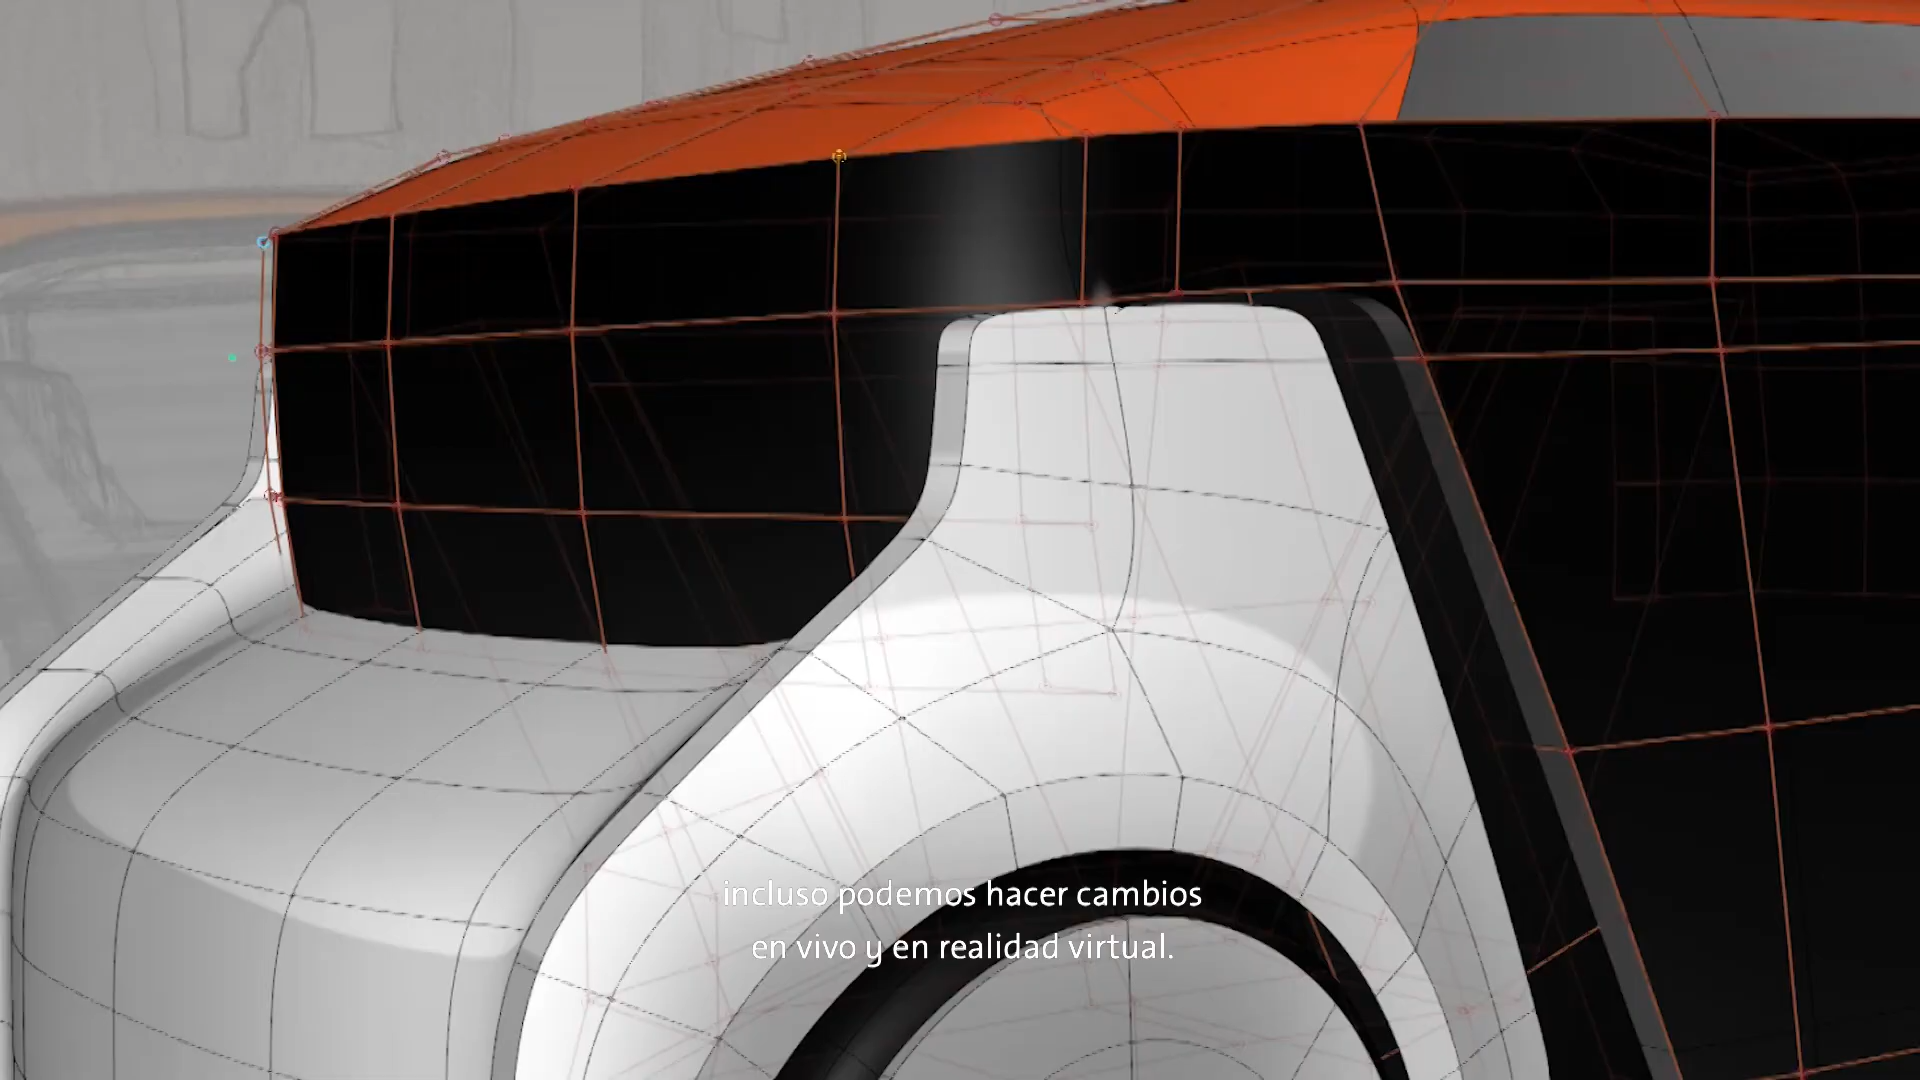 incluso podemos hacer cambios
en vivo y en realidad virtual.